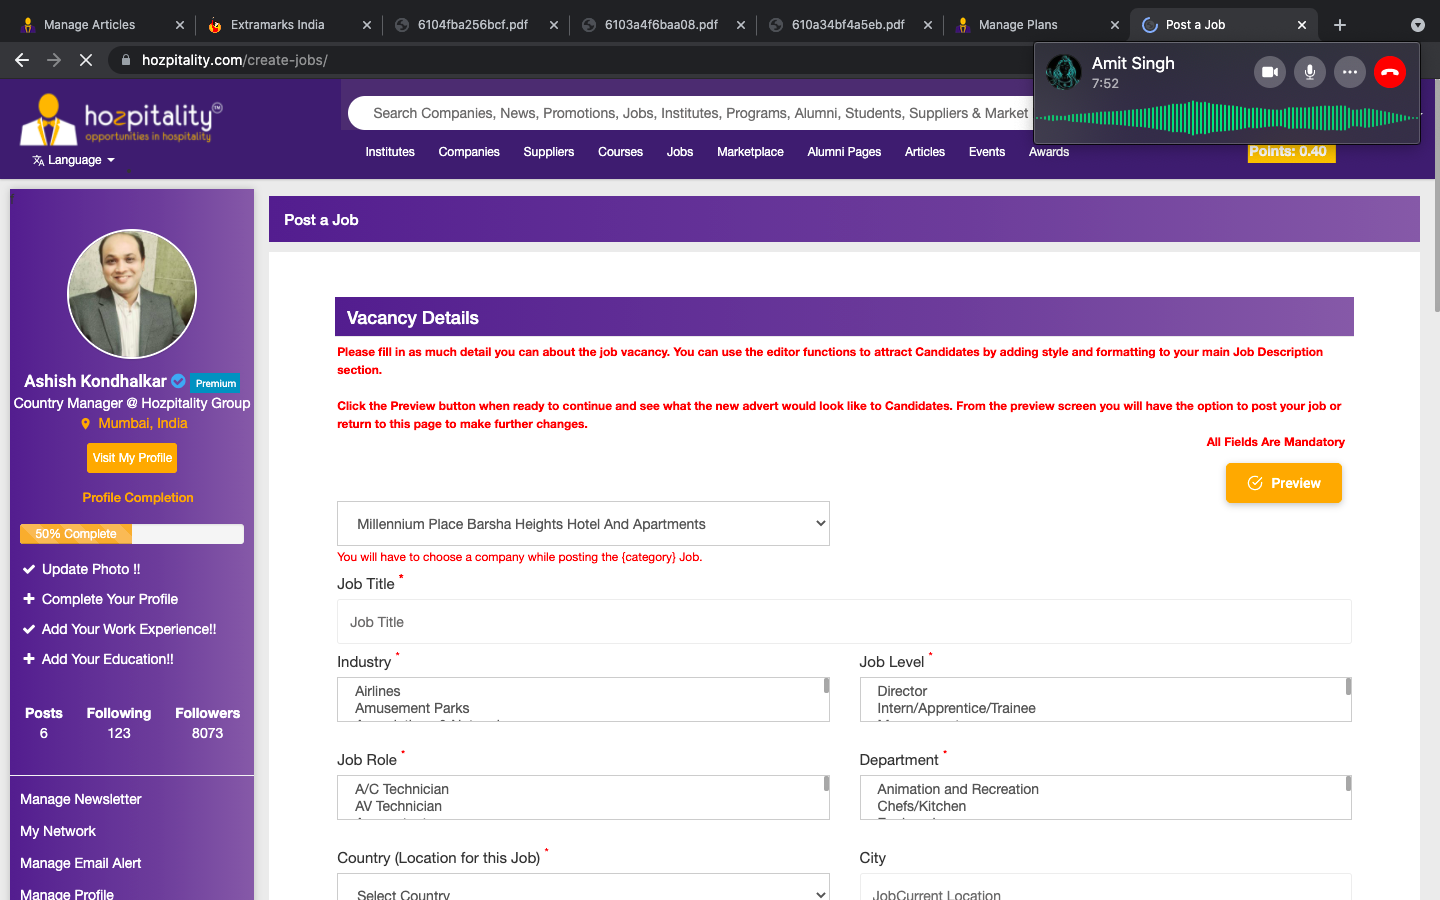 Manage Articles
Extramarks India
6104fba256bcf.pdf
6103a4f6baa08.pdf
610a34bf4a5eb.pdf
Manage Plans
Post a Job
hozpitality.com/create-jobs/
Amit Singh
7:52
hozpitality TM
opportunities in hospitality
Language
Search Companies, News, Promotions, Jobs, Institutes, Programs, Alumni, Students, Suppliers & Market
Institutes Companies Suppliers Courses Jobs Marketplace Alumni Pages Articles Events Awards
Points: 0.40
Ashish Kondhalkar Premium
Country Manager @ Hozpitality Group
Mumbai, India
Visit My Profile
Profile Completion
50% Complete
Update Photo !!
Complete Your Profile
Add Your Work Experience!!
Add Your Education!!
Posts Following Followers
6 123 8073
Manage Newsletter
My Network
Manage Email Alert
Manage Profile
Post a Job
Vacancy Details
Please fill in as much detail you can about the job vacancy. You can use the editor functions to attract Candidates by adding style and formatting to your main Job Description
section.
Click the Preview button when ready to continue and see what the new advert would look like to Candidates. From the preview screen you will have the option to post your job or
return to this page to make further changes.
All Fields Are Mandatory
Preview
Millennium Place Barsha Heights Hotel And Apartments
You will have to choose a company while posting the {category} Job.
Job Title *
Job Title
Industry *
Airlines
Amusement Parks
Job Level *
Director
Intern/Apprentice/Trainee
Job Role *
A/C Technician
AV Technician
Department *
Animation and Recreation
Chefs/Kitchen
Country (Location for this Job) *
Select Country
City
JobCurrent Location